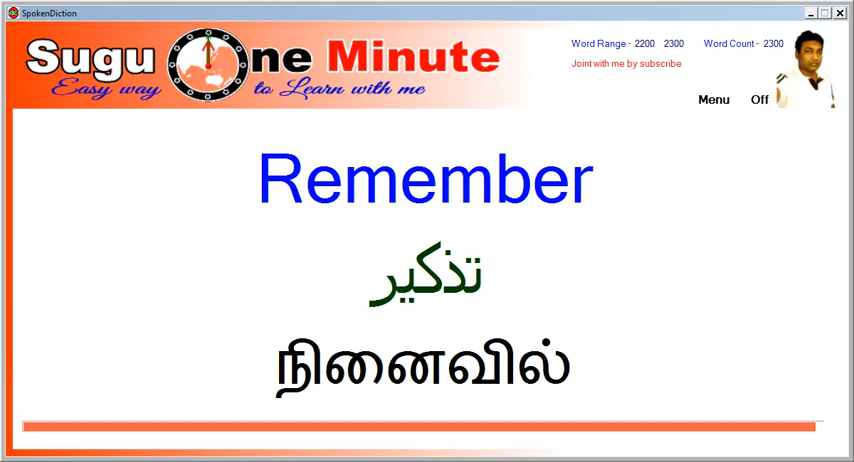 SpokenDiction
Sugu One Minute
Easy way to Learn with me
Word Range - 2200 2300 Word Count - 2300
Joint with me by subscribe
Menu Off
Remember
تذكير
நினைவில்